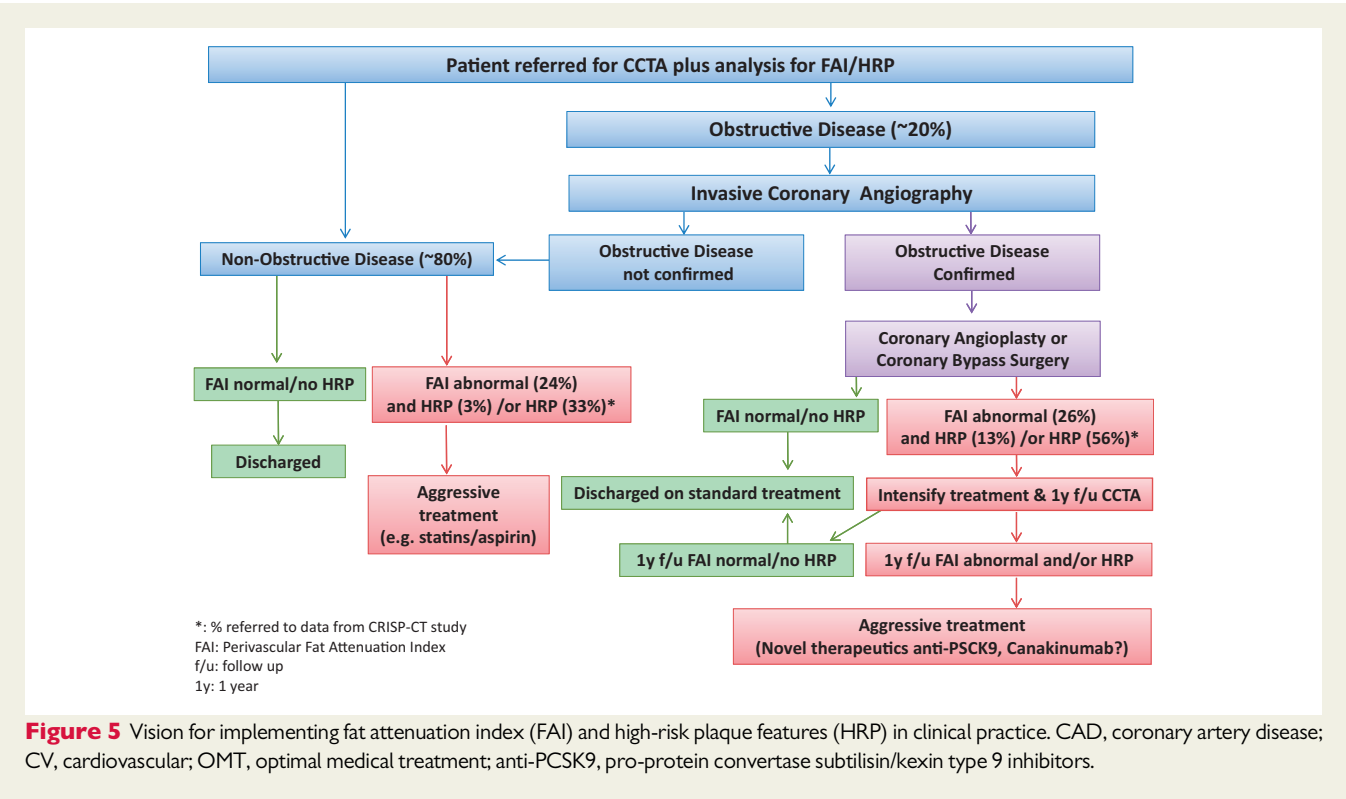 Patient referred for CCTA plus analysis for FAI/HRP
Obstructive Disease (~20%)
Invasive Coronary Angiography
Non-Obstructive Disease (~80%)
Obstructive Disease
not confirmed
Obstructive Disease
Confirmed
Coronary Angioplasty or
Coronary Bypass Surgery
FAI normal/no HRP
FAI abnormal (24%)
and HRP (3%) /or HRP (33%)*
FAI normal/no HRP
FAI abnormal (26%)
and HRP (13%) /or HRP (56%)*
Discharged
Aggressive
treatment
(e.g. statins/aspirin)
Discharged on standard treatment
Intensify treatment & 1y f/u CCTA
1y f/u FAI normal/no HRP
1y f/u FAI abnormal and/or HRP
Aggressive treatment
(Novel therapeutics anti-PSCK9, Canakinumab?)
*: % referred to data from CRISP-CT study
FAI: Perivascular Fat Attenuation Index
f/u: follow up
1y: 1 year
Figure 5 Vision for implementing fat attenuation index (FAI) and high-risk plaque features (HRP) in clinical practice. CAD, coronary artery disease;
CV, cardiovascular; OMT, optimal medical treatment; anti-PCSK9, pro-protein convertase subtilisin/kexin type 9 inhibitors.